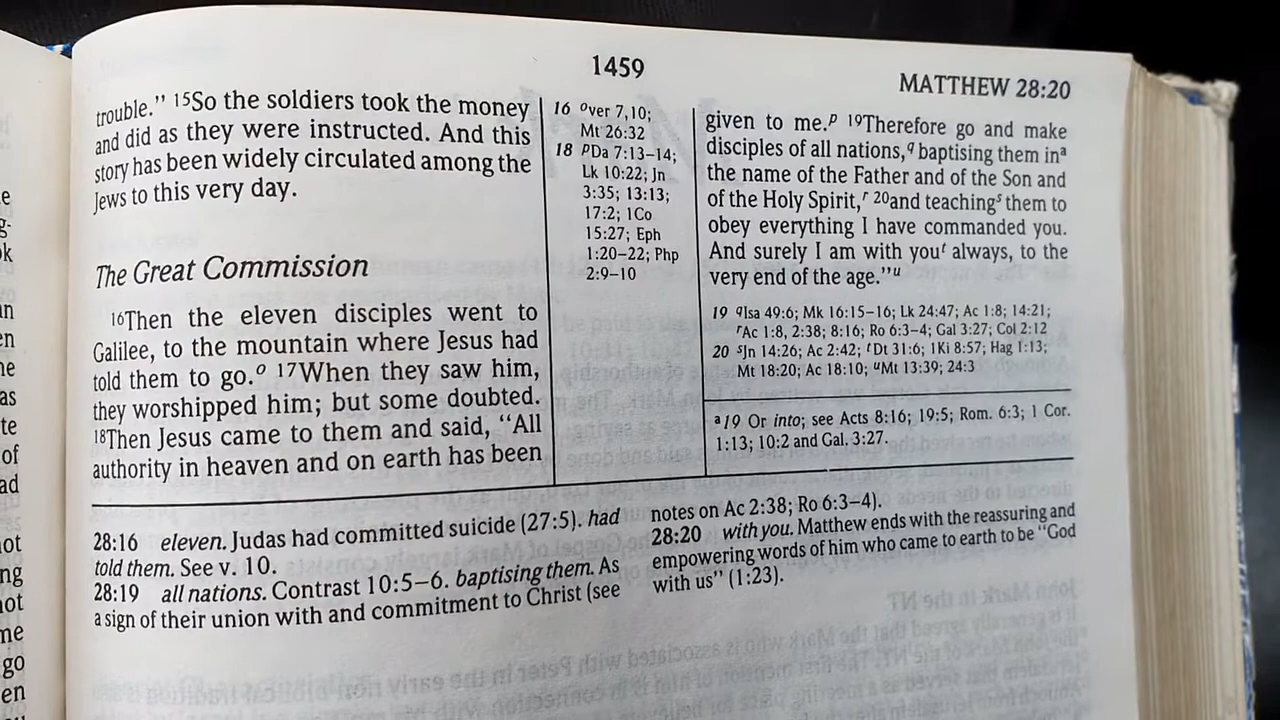 1459
MATTHEW 28:20
trouble.” ¹⁵So the soldiers took the money
and did as they were instructed. And this
story has been widely circulated among the
Jews to this very day.
The Great Commission
¹⁶Then the eleven disciples went to
Galilee, to the mountain where Jesus had
told them to go.ᵒ ¹⁷When they saw him,
they worshipped him; but some doubted.
¹⁸Then Jesus came to them and said, “All
authority in heaven and on earth has been
16 ᵒver 7,10;
Mt 26:32
18 ᵖDa 7:13–14;
Lk 10:22; Jn
3:35; 13:13;
17:2; 1Co
15:27; Eph
1:20–22; Php
2:9–10
given to me.ᵖ ¹⁹Therefore go and make
disciples of all nations,𐞥 baptising them inᵃ
the name of the Father and of the Son and
of the Holy Spirit,ʳ ²⁰and teachingˢ them to
obey everything I have commanded you.
And surely I am with youᵗ always, to the
very end of the age.”ᵘ
19 𐞥Isa 49:6; Mk 16:15–16; Lk 24:47; Ac 1:8; 14:21;
ʳAc 1:8, 2:38; 8:16; Ro 6:3–4; Gal 3:27; Col 2:12
20 ˢJn 14:26; Ac 2:42; ᵗDt 31:6; 1Ki 8:57; Hag 1:13;
Mt 18:20; Ac 18:10; ᵘMt 13:39; 24:3
ᵃ19 Or into; see Acts 8:16; 19:5; Rom. 6:3; 1 Cor.
1:13; 10:2 and Gal. 3:27.
28:16 eleven. Judas had committed suicide (27:5). had
told them. See v. 10.
28:19 all nations. Contrast 10:5–6. baptising them. As
a sign of their union with and commitment to Christ (see
notes on Ac 2:38; Ro 6:3–4).
28:20 with you. Matthew ends with the reassuring and
empowering words of him who came to earth to be “God
with us” (1:23).